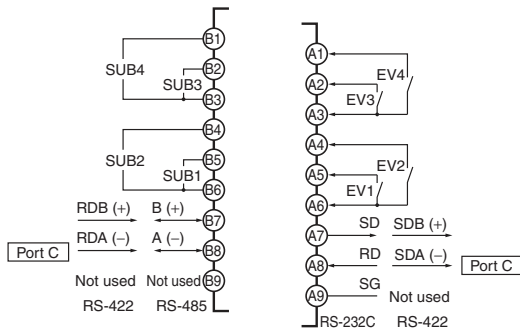 B1
SUB4
B2
SUB3
B3
B4
SUB2
B5
SUB1
B6
RDB (+) B (+)
B7
RDA (−) A (−)
Port C
B8
Not used Not used
B9
RS-422 RS-485
A1
EV4
A2
EV3
A3
A4
EV2
A5
EV1
A6
SD SDB (+)
A7
RD SDA (−)
A8
Port C
SG
A9
Not used
RS-232C RS-422